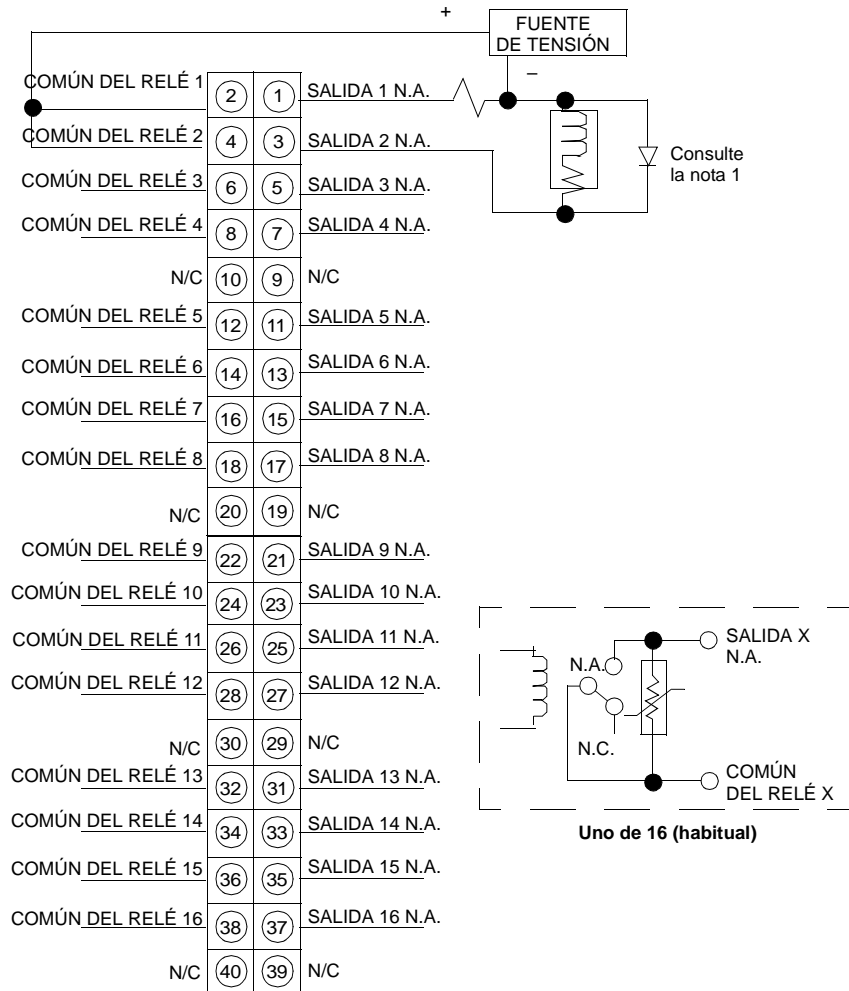 +
FUENTE
DE TENSIÓN
–
COMÚN DEL RELÉ 1 2 1 SALIDA 1 N.A.
COMÚN DEL RELÉ 2 4 3 SALIDA 2 N.A.
Consulte
la nota 1
COMÚN DEL RELÉ 3 6 5 SALIDA 3 N.A.
COMÚN DEL RELÉ 4 8 7 SALIDA 4 N.A.
N/C 10 9 N/C
COMÚN DEL RELÉ 5 12 11 SALIDA 5 N.A.
COMÚN DEL RELÉ 6 14 13 SALIDA 6 N.A.
COMÚN DEL RELÉ 7 16 15 SALIDA 7 N.A.
COMÚN DEL RELÉ 8 18 17 SALIDA 8 N.A.
N/C 20 19 N/C
COMÚN DEL RELÉ 9 22 21 SALIDA 9 N.A.
COMÚN DEL RELÉ 10 24 23 SALIDA 10 N.A.
COMÚN DEL RELÉ 11 26 25 SALIDA 11 N.A.
COMÚN DEL RELÉ 12 28 27 SALIDA 12 N.A.
N/C 30 29 N/C
COMÚN DEL RELÉ 13 32 31 SALIDA 13 N.A.
COMÚN DEL RELÉ 14 34 33 SALIDA 14 N.A.
COMÚN DEL RELÉ 15 36 35 SALIDA 15 N.A.
COMÚN DEL RELÉ 16 38 37 SALIDA 16 N.A.
N/C 40 39 N/C
SALIDA X
N.A.
N.A.
N.C.
COMÚN
DEL RELÉ X
Uno de 16 (habitual)